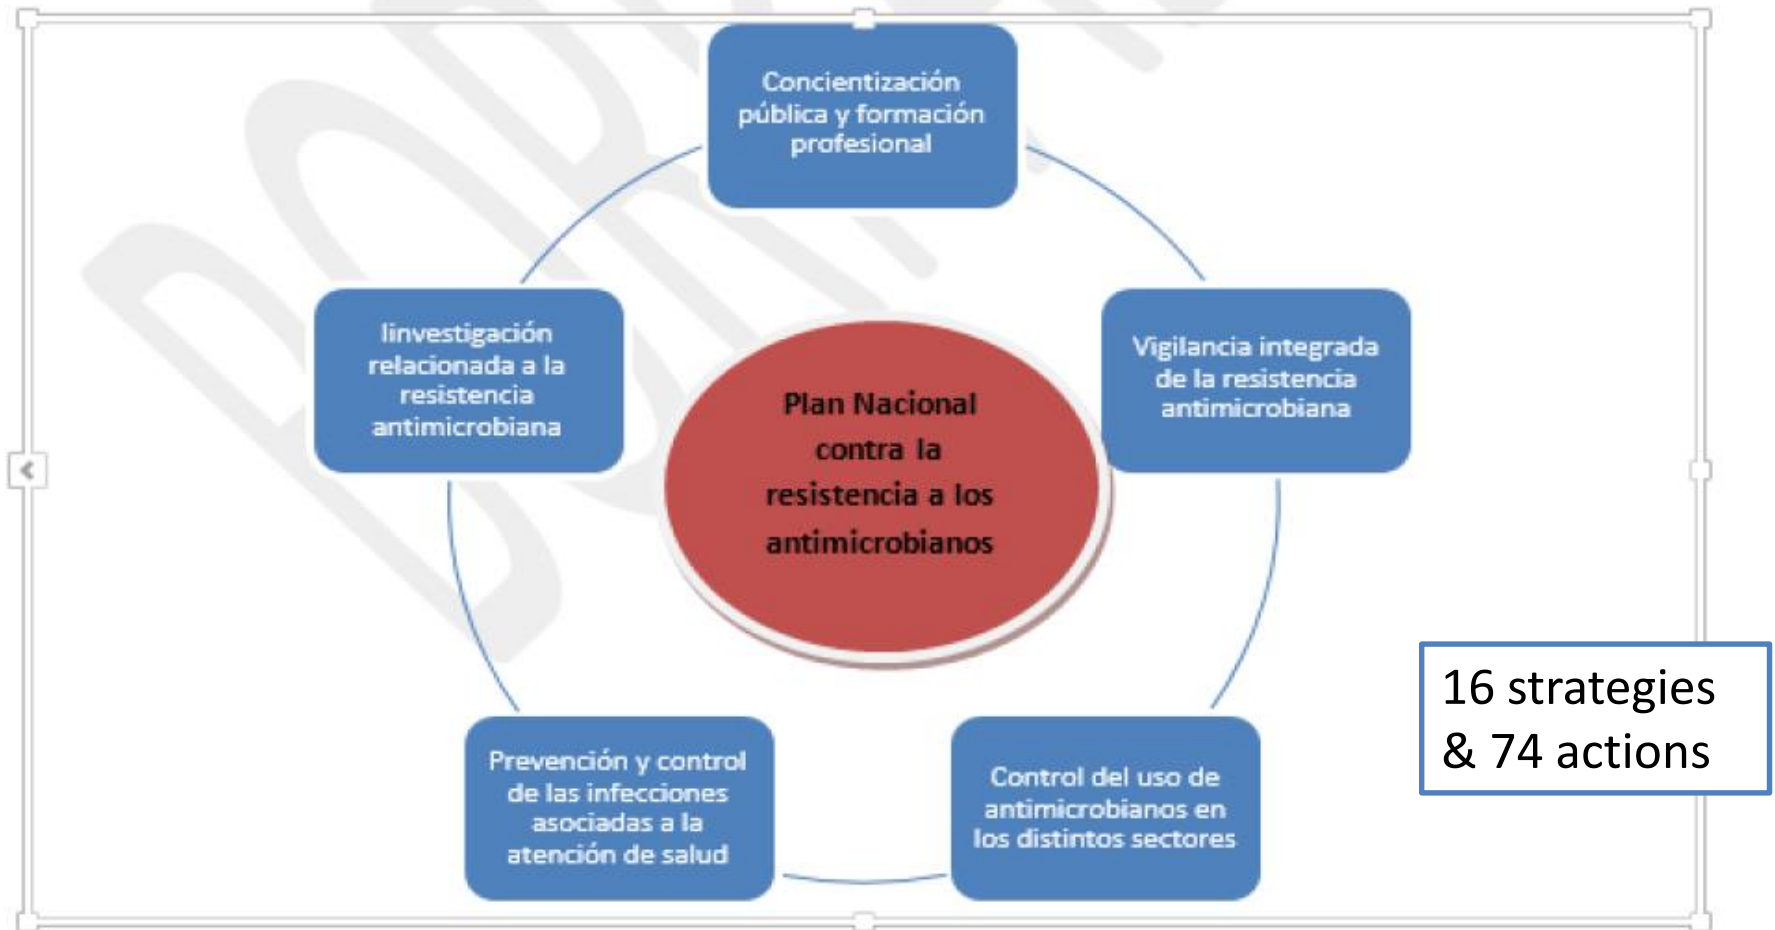 Concientización
pública y formación
profesional
Iinvestigación
relacionada a la
resistencia
antimicrobiana
Vigilancia integrada
de la resistencia
antimicrobiana
Plan Nacional
contra la
resistencia a los
antimicrobianos
16 strategies
& 74 actions
Prevención y control
de las infecciones
asociadas a la
atención de salud
Control del uso de
antimicrobianos en
los distintos sectores